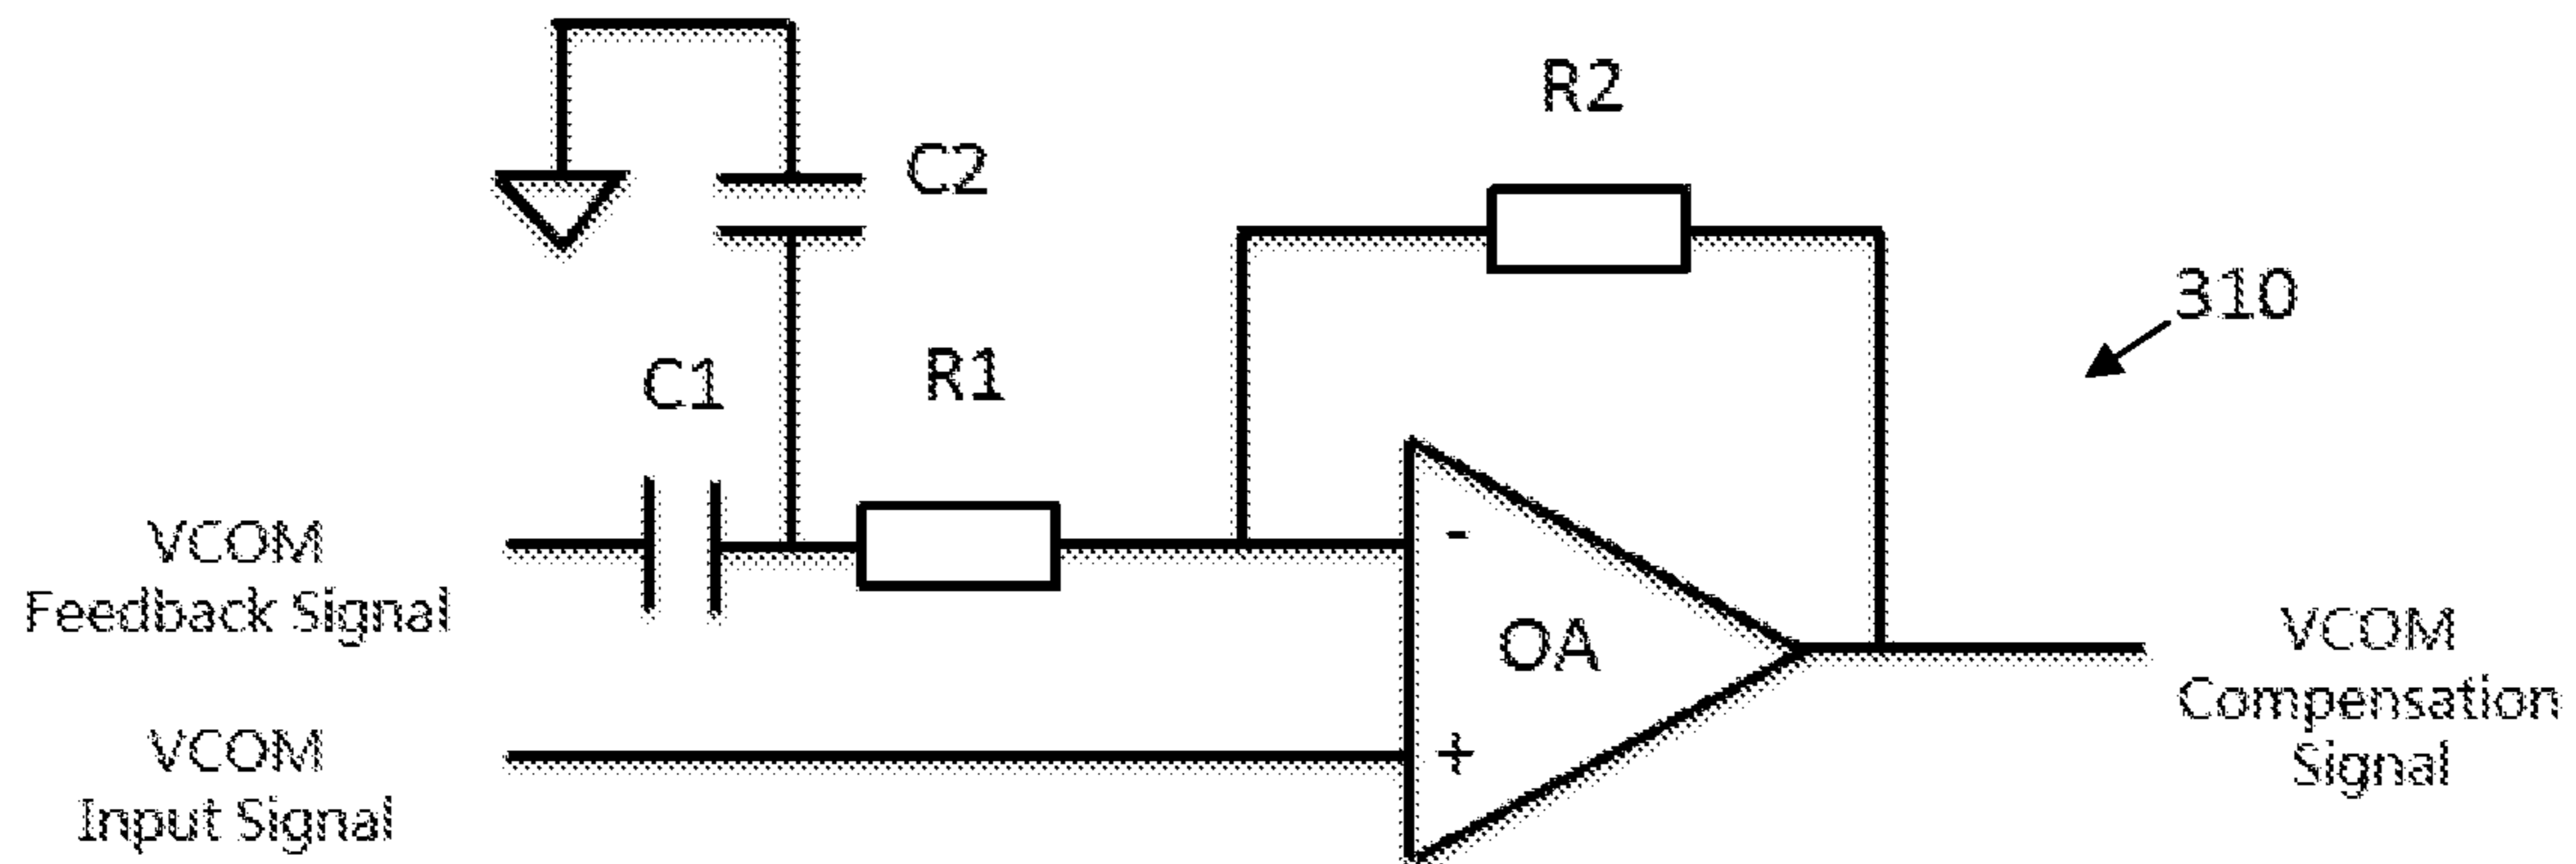 R2
C2
310
R1
C1
VCOM
Feedback Signal
-
OA
VCOM
Compensation
Signal
+
VCOM
Input Signal